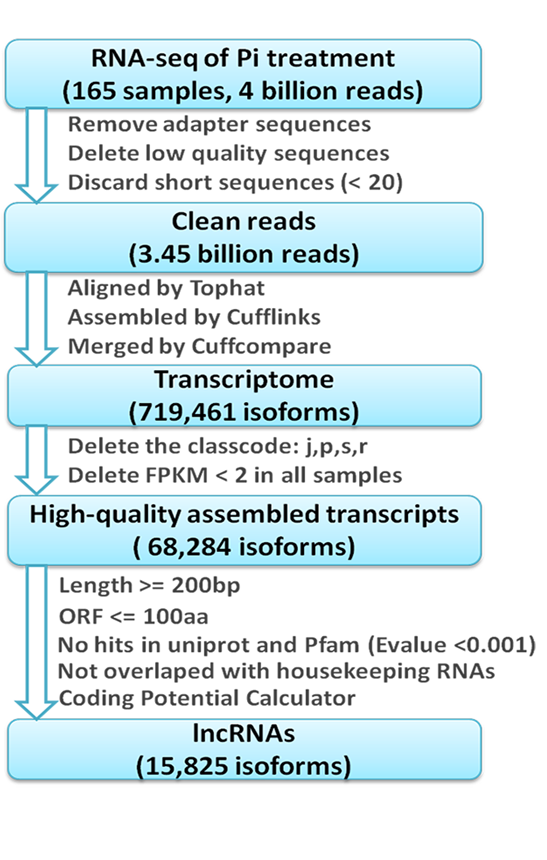 RNA-seq of Pi treatment
(165 samples, 4 billion reads)
Remove adapter sequences
Delete low quality sequences
Discard short sequences (< 20)
Clean reads
(3.45 billion reads)
Aligned by Tophat
Assembled by Cufflinks
Merged by Cuffcompare
Transcriptome
(719,461 isoforms)
Delete the classcode: j,p,s,r
Delete FPKM < 2 in all samples
High-quality assembled transcripts
( 68,284 isoforms)
Length >= 200bp
ORF <= 100aa
No hits in uniprot and Pfam (Evalue <0.001)
Not overlaped with housekeeping RNAs
Coding Potential Calculator
lncRNAs
(15,825 isoforms)